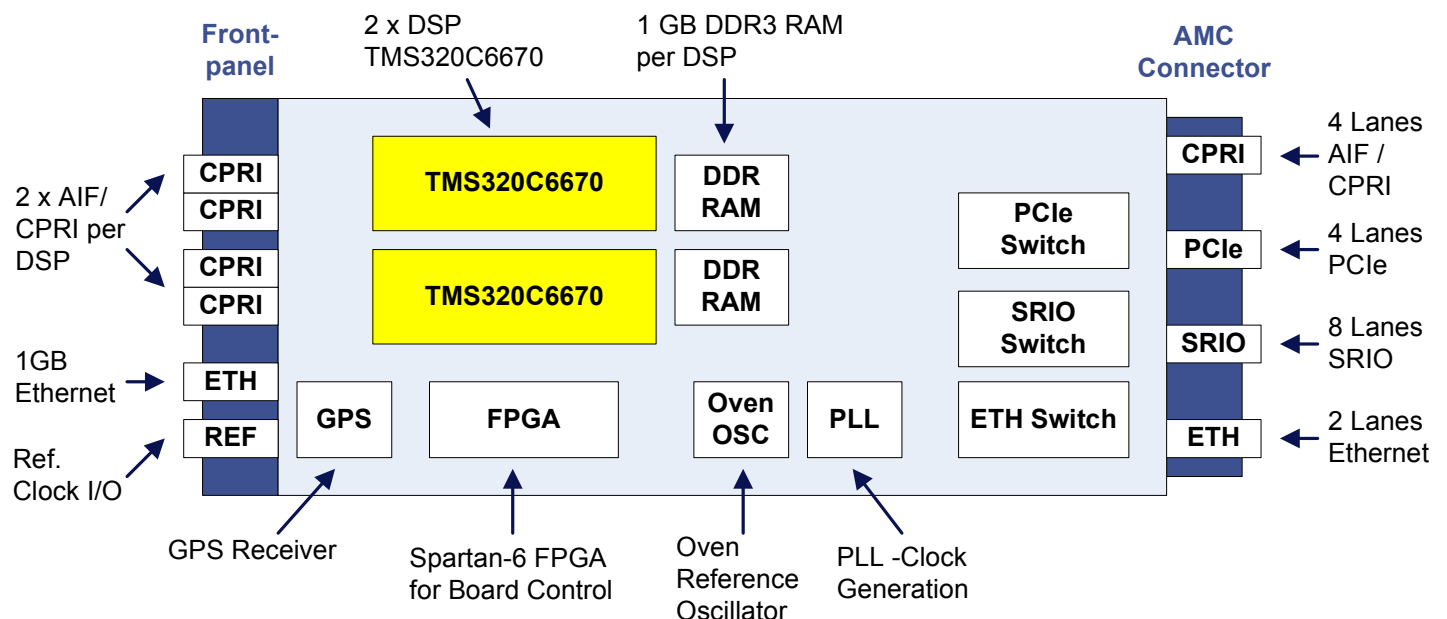 Front-
panel
2 x DSP
TMS320C6670
1 GB DDR3 RAM
per DSP
AMC
Connector
2 x AIF/
CPRI per
DSP
1GB
Ethernet
Ref.
Clock I/O
CPRI
CPRI
CPRI
CPRI
ETH
REF
TMS320C6670
TMS320C6670
DDR
RAM
DDR
RAM
PCIe
Switch
SRIO
Switch
GPS
FPGA
Oven
OSC
PLL
ETH Switch
CPRI
PCIe
SRIO
ETH
4 Lanes
AIF /
CPRI
4 Lanes
PCIe
8 Lanes
SRIO
2 Lanes
Ethernet
GPS Receiver
Spartan-6 FPGA
for Board Control
Oven
Reference
Oscillator
PLL -Clock
Generation